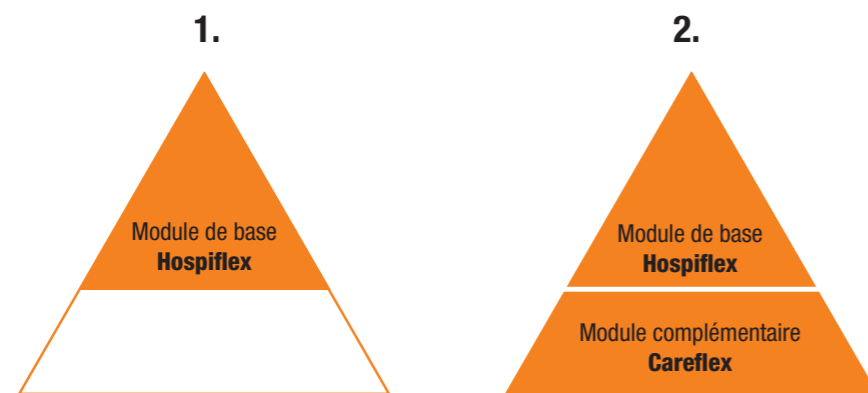 1.
Module de base
Hospiflex
2.
Module de base
Hospiflex
Module complémentaire
Careflex